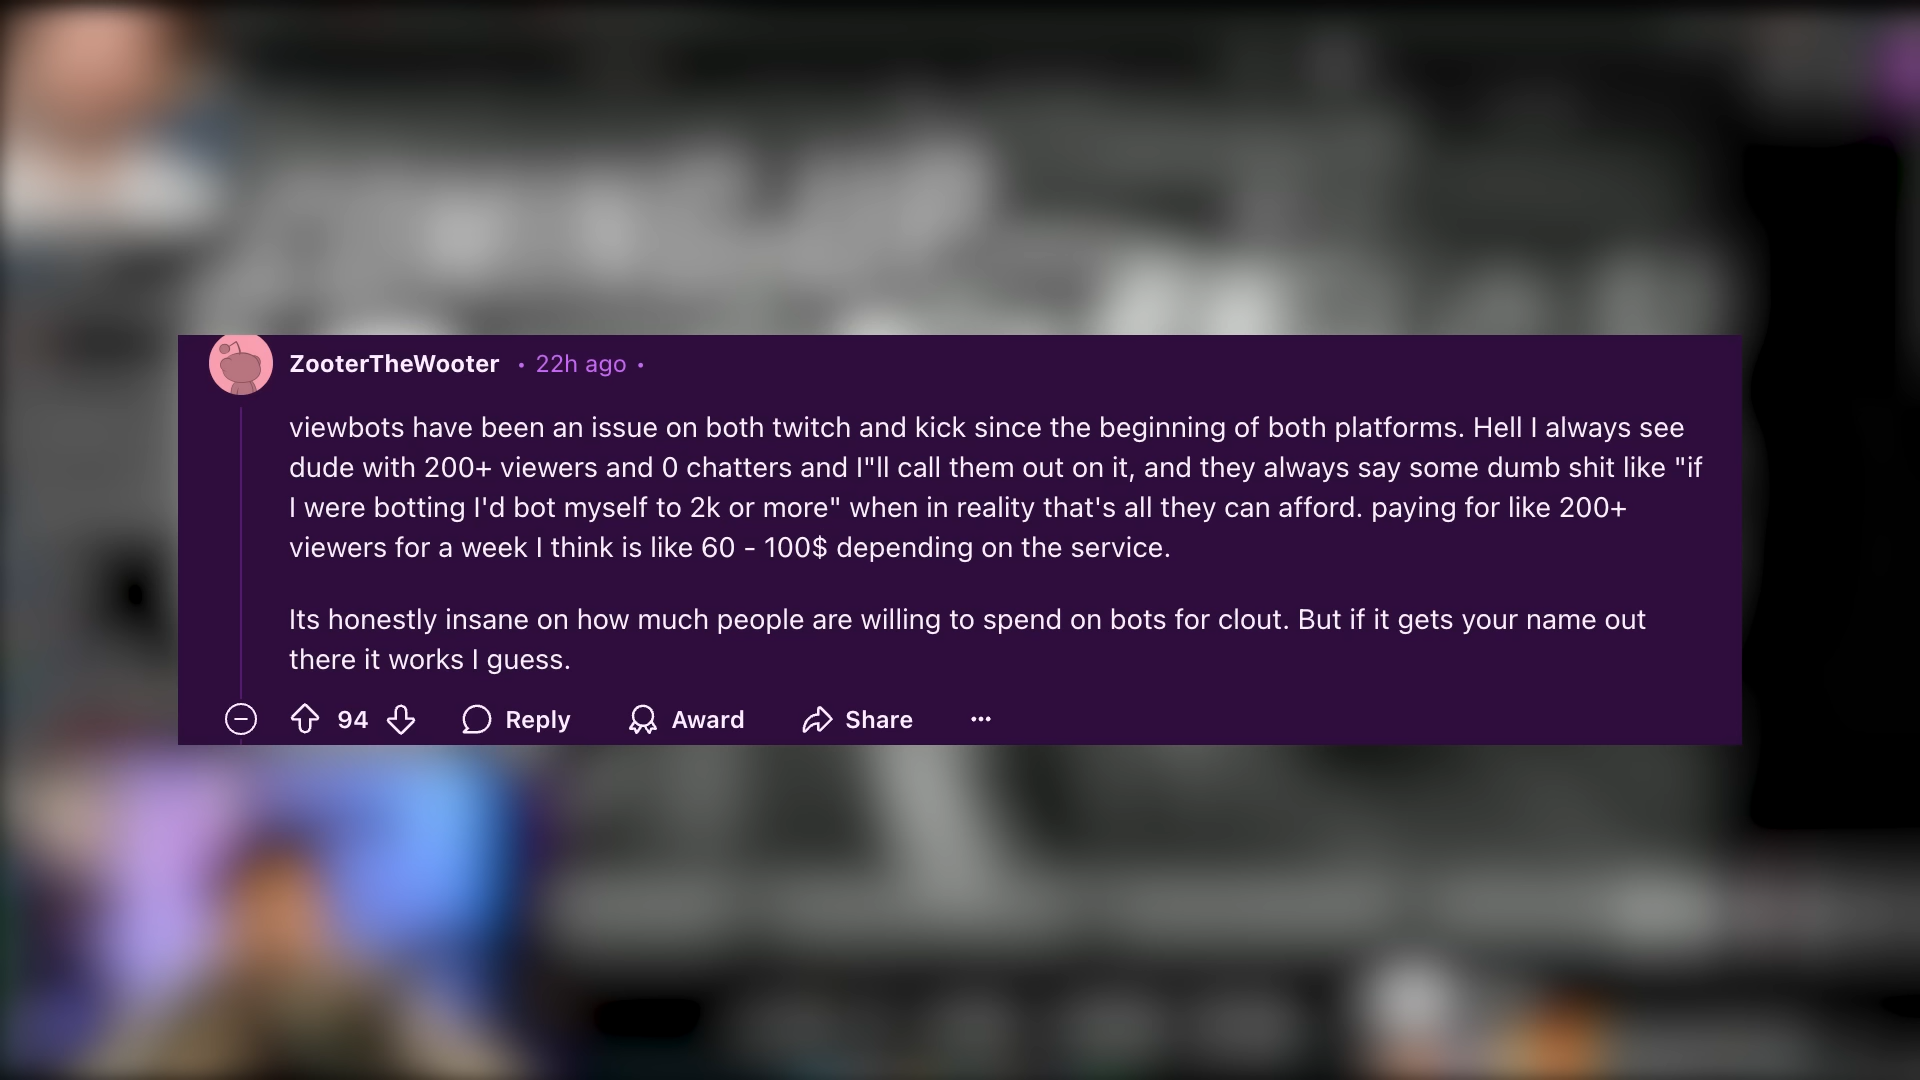 ZooterTheWooter • 22h ago •
viewbots have been an issue on both twitch and kick since the beginning of both platforms. Hell I always see
dude with 200+ viewers and 0 chatters and I"ll call them out on it, and they always say some dumb shit like "if
I were botting I'd bot myself to 2k or more" when in reality that's all they can afford. paying for like 200+
viewers for a week I think is like 60 - 100$ depending on the service.
Its honestly insane on how much people are willing to spend on bots for clout. But if it gets your name out
there it works I guess.
94 Reply Award Share ...